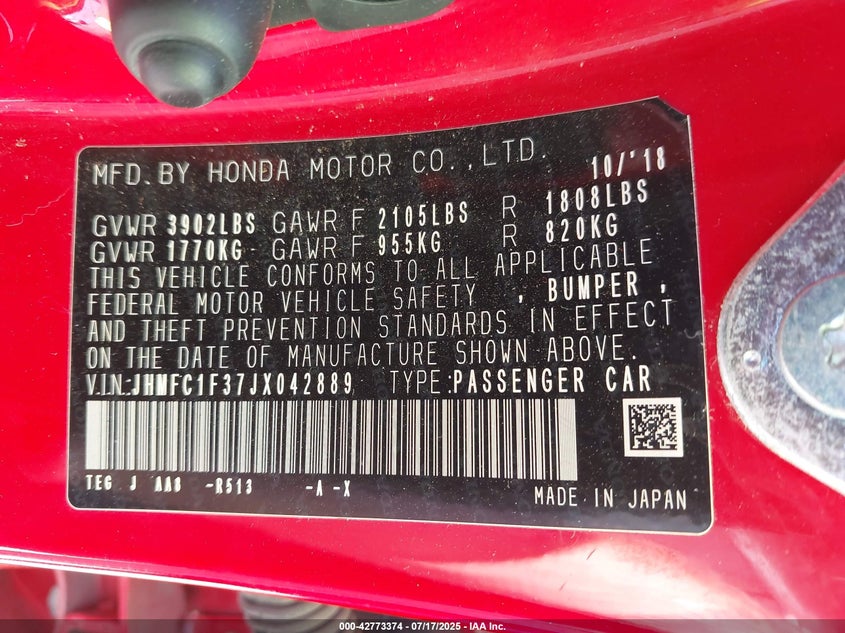 MFD. BY HONDA MOTOR CO., LTD. 10/'18
GVWR 3902LBS GAWR F 2105LBS R 1808LBS
GVWR 1770KG GAWR F 955KG R 820KG
THIS VEHICLE CONFORMS TO ALL APPLICABLE
FEDERAL MOTOR VEHICLE SAFETY , BUMPER ,
AND THEFT PREVENTION STANDARDS IN EFFECT
ON THE DATE OF MANUFACTURE SHOWN ABOVE.
V.I.N:JHMFC1F37JX042889 TYPE:PASSENGER CAR
TEG J AA8 -R513 -A -X
MADE IN JAPAN
000-42773374 - 07/17/2025 - IAA Inc.